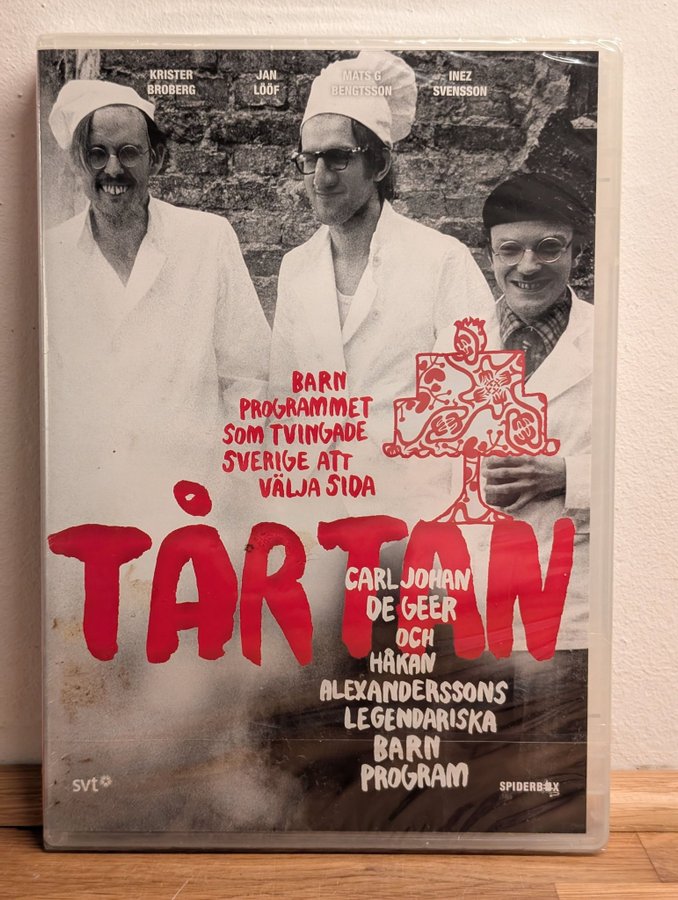 KRISTER
BROBERG
JAN
LÖÖF
MATS G
BENGTSSON
INEZ
SVENSSON
BARN
PROGRAMMET
SOM TVINGADE
SVERIGE ATT
VÄLJA SIDA
TÅRTAN
CARL JOHAN
DE GEER
OCH
HÅKAN
ALEXANDERSSONS
LEGENDARISKA
BARN
PROGRAM
svt
SPIDERBOX